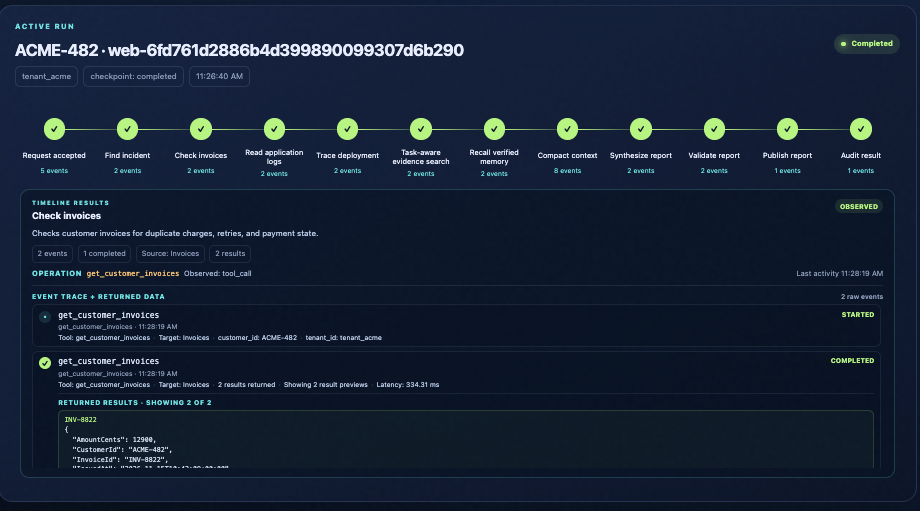 ACTIVE RUN
ACME-482 · web-6fd761d2886b4d399890099307d6b290
Completed
tenant_acme
checkpoint: completed
11:26:40 AM
Request accepted
5 events
Find incident
2 events
Check invoices
2 events
Read application
logs
2 events
Trace deployment
2 events
Task-aware
evidence search
2 events
Recall verified
memory
2 events
Compact context
8 events
Synthesize report
2 events
Validate report
2 events
Publish report
1 events
Audit result
1 events
TIMELINE RESULTS
OBSERVED
Check invoices
Checks customer invoices for duplicate charges, retries, and payment state.
2 events
1 completed
Source: Invoices
2 results
OPERATION get_customer_invoices Observed: tool_call
Last activity 11:28:19 AM
EVENT TRACE + RETURNED DATA
2 raw events
get_customer_invoices
STARTED
get_customer_invoices · 11:28:19 AM
Tool: get_customer_invoices · Target: Invoices · customer_id: ACME-482 · tenant_id: tenant_acme
get_customer_invoices
COMPLETED
get_customer_invoices · 11:28:19 AM
Tool: get_customer_invoices · Target: Invoices · 2 results returned · Showing 2 result previews · Latency: 334.31 ms
RETURNED RESULTS · SHOWING 2 OF 2
INV-8822
{
"AmountCents": 12900,
"CustomerId": "ACME-482",
"InvoiceId": "INV-8822",